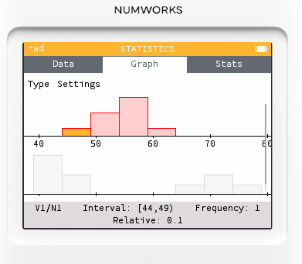 NUMWORKS
rad STATISTICS
Data Graph Stats
Type Settings
40 50 60 70 80
V1/N1 Interval: [44,49) Frequency: 1
Relative: 0.1